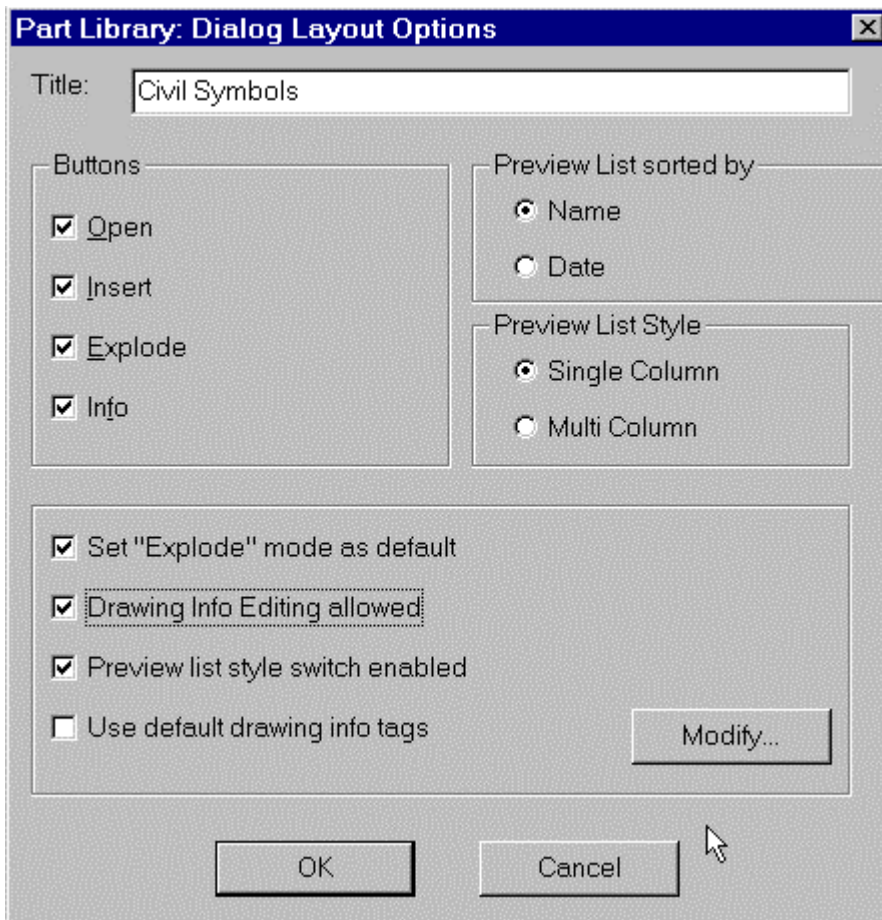 Part Library: Dialog Layout Options
Title: Civil Symbols
Buttons
Open
Insert
Explode
Info
Preview List sorted by
Name
Date
Preview List Style
Single Column
Multi Column
Set "Explode" mode as default
Drawing Info Editing allowed
Preview list style switch enabled
Use default drawing info tags
Modify...
OK
Cancel